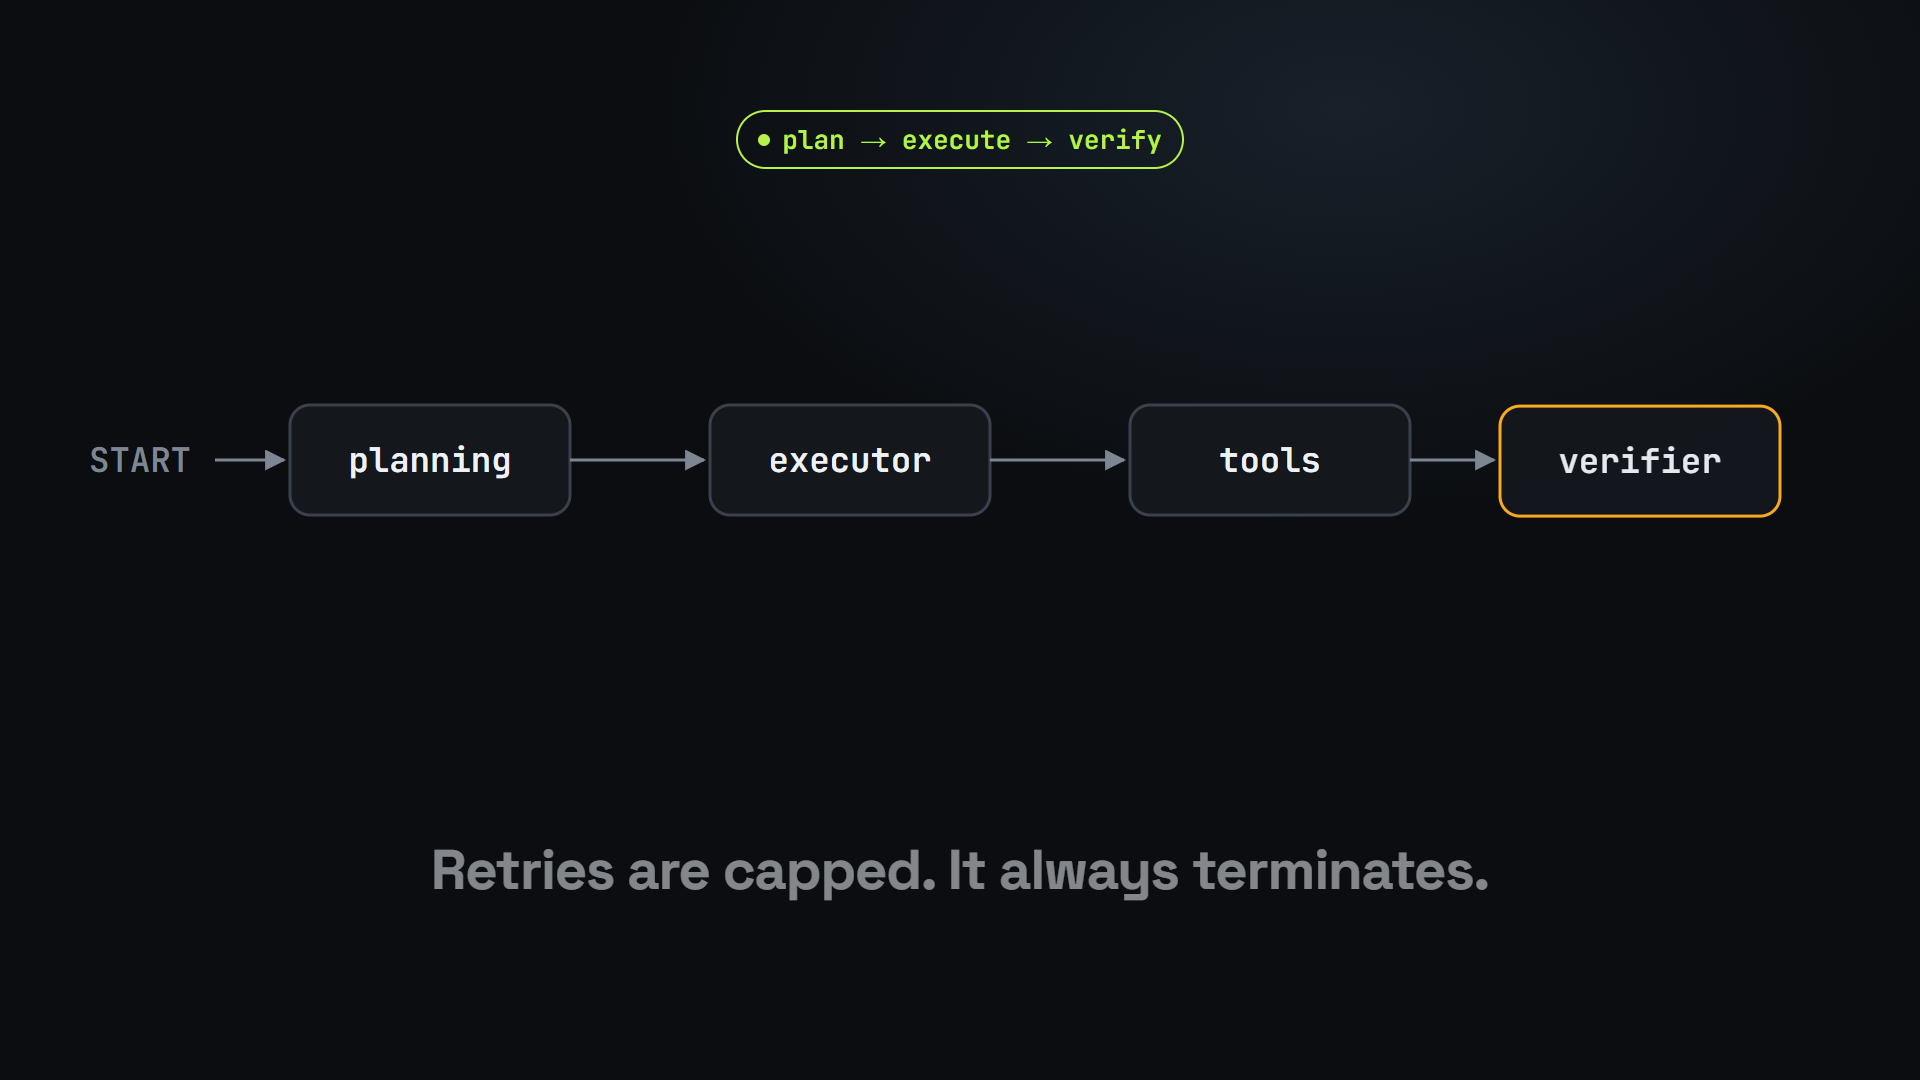 plan → execute → verify
START
planning
executor
tools
verifier
Retries are capped. It always terminates.